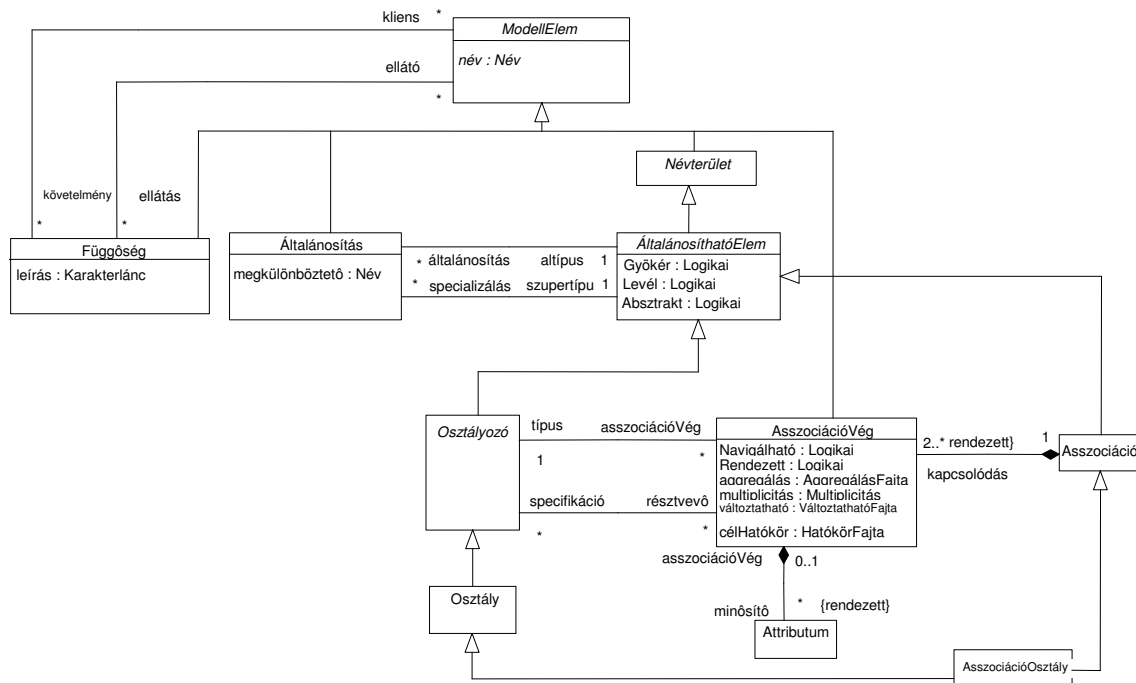 kliens *
ModellElem
név : Név
ellátó
*
Névterület
követelmény ellátás
* *
Függôség
leírás : Karakterlánc
Általánosítás
megkülönböztetô : Név
* általánosítás altípus 1
* specializálás szupertípu 1
ÁltalánosíthatóElem
Gyökér : Logikai
Levél : Logikai
Absztrakt : Logikai
Osztályozó
típus asszociációVég
1 *
specifikáció résztvevô
* *
AsszociációVég
Navigálható : Logikai
Rendezett : Logikai
aggregálás : AggregálásFajta
multiplicitás : Multiplicitás
változtatható : VáltoztathatóFajta
célHatókör : HatókörFajta
2..* rendezett} 1
kapcsolódás
Asszociáció
asszociációVég 0..1
Osztály
minôsítô * {rendezett}
Attributum
AsszociációOsztály